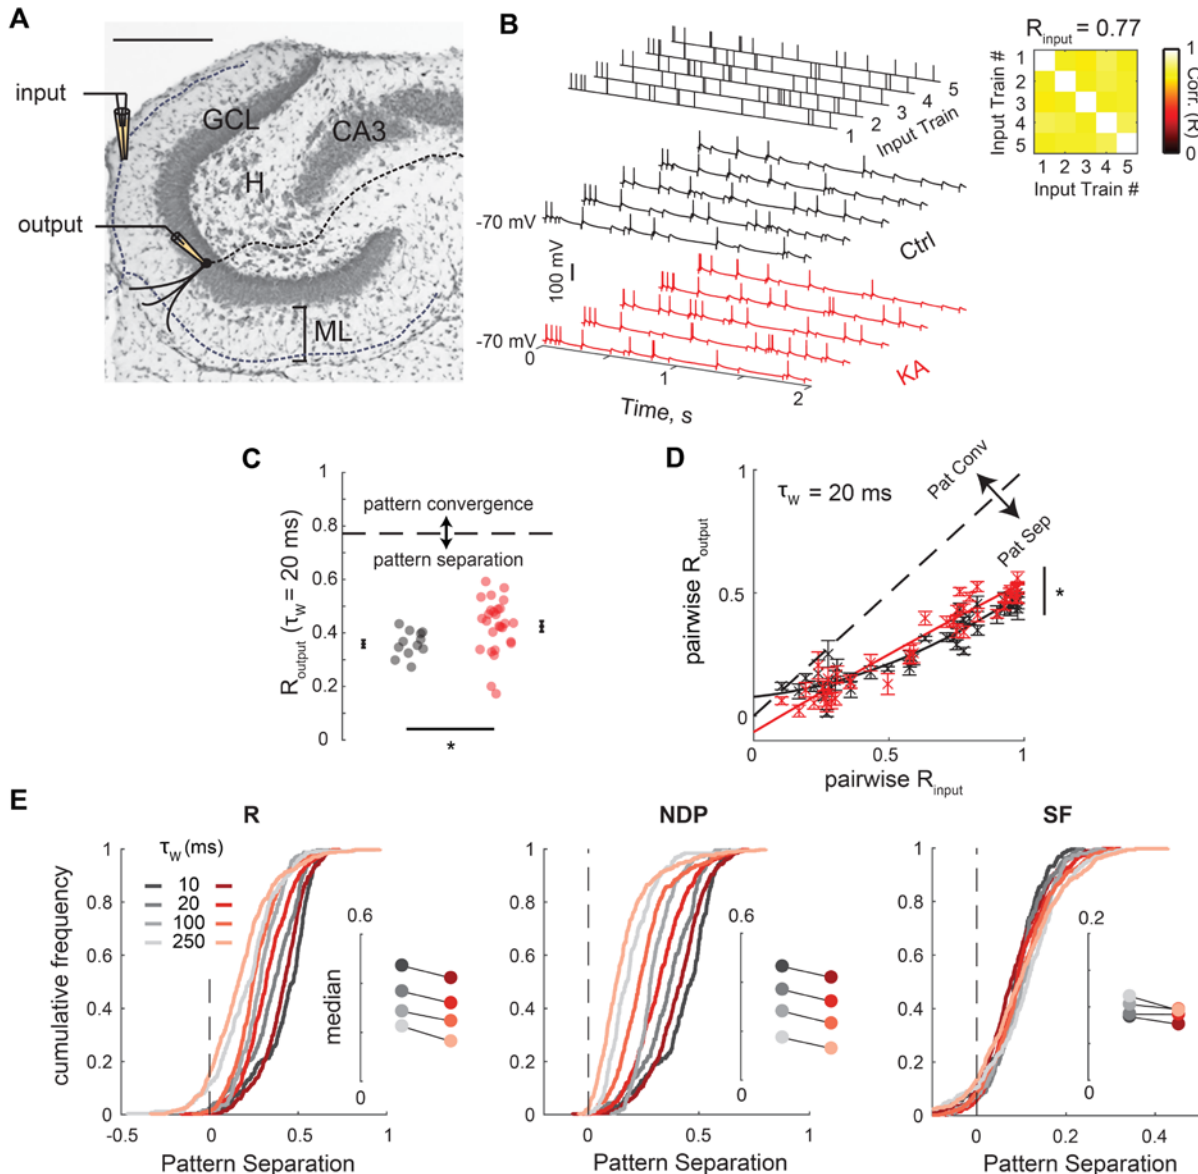 A
input
output
GCL
CA3
H
ML
B
1
2
3
4
5
Input Train
-70 mV
100 mV
Ctrl
-70 mV
KA
0
1
2
Time, s
R_input = 0.77
Input Train #
1
2
3
4
5
1 2 3 4 5
Input Train #
1
0
Corr. (R)
C
R_output (τ_W = 20 ms)
1
0.8
0.6
0.4
0.2
0
pattern convergence
pattern separation
*
D
τ_W = 20 ms
Pat Conv
Pat Sep
*
pairwise R_output
1
0.5
0
0 0.5 1
pairwise R_input
E
R
τ_W (ms)
10
20
100
250
cumulative frequency
1
0.8
0.6
0.4
0.2
0
-0.5 0 0.5 1
Pattern Separation
0.6
median
0
NDP
1
0.8
0.6
0.4
0.2
0
0 0.5 1
Pattern Separation
0.6
0
SF
1
0.8
0.6
0.4
0.2
0
0 0.2 0.4
Pattern Separation
0.2
0